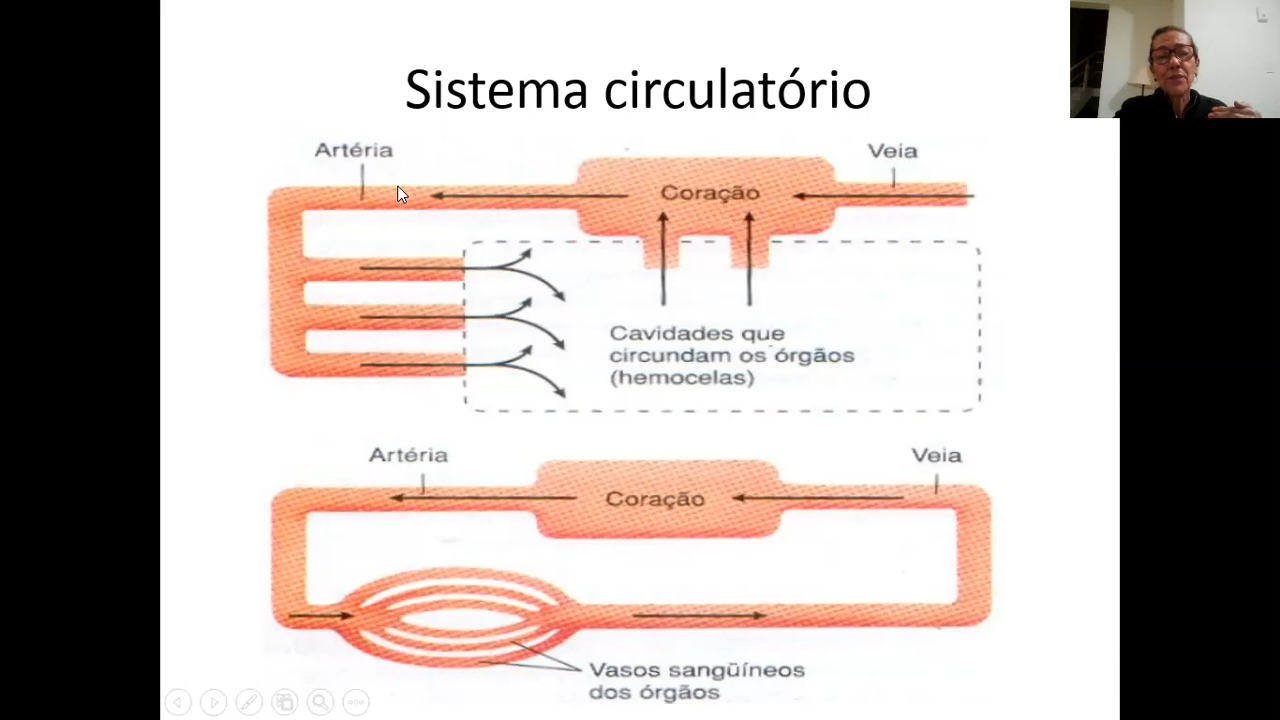 Sistema circulatório
Artéria
Veia
Coração
Cavidades que
circundam os órgãos
(hemocelas)
Artéria
Veia
Coração
Vasos sangüíneos
dos órgãos